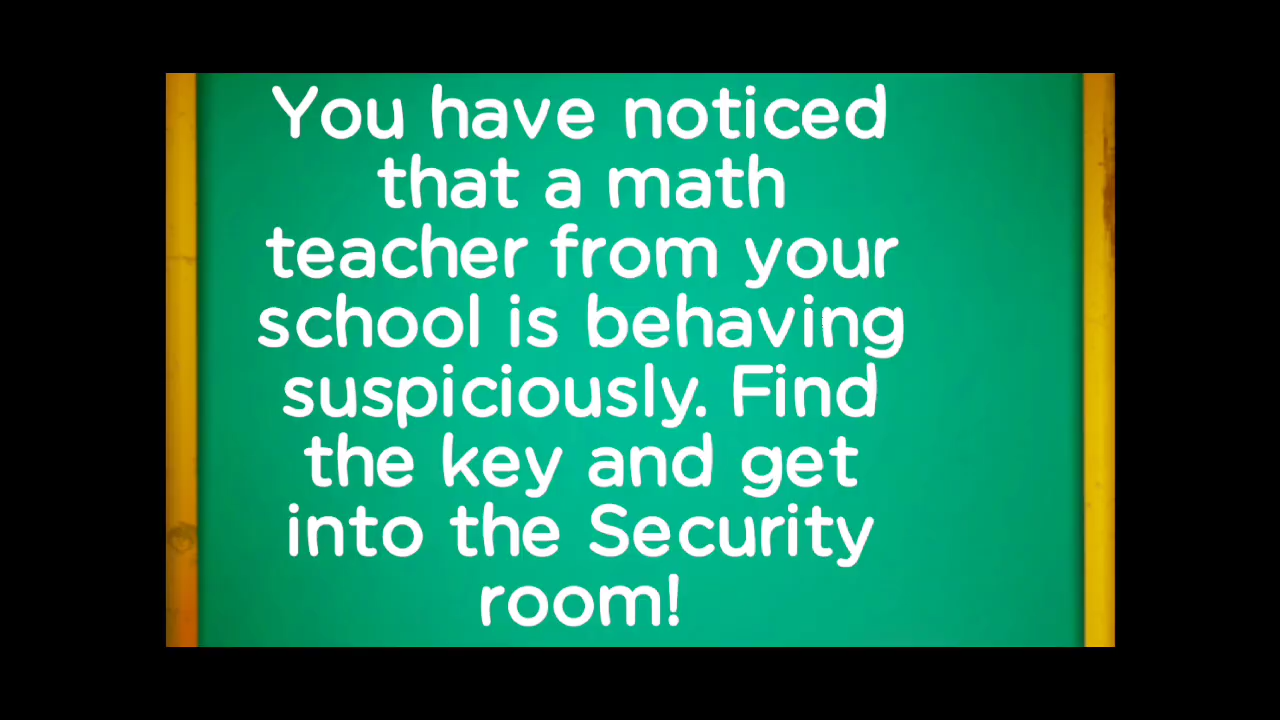 You have noticed
that a math
teacher from your
school is behaving
suspiciously. Find
the key and get
into the Security
room!